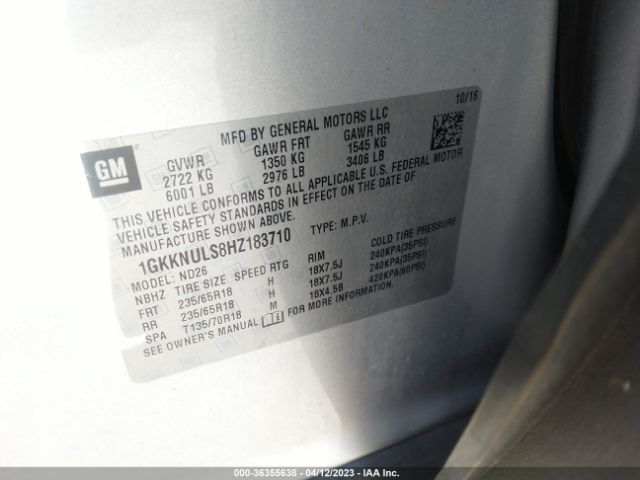 10/16
MFD BY GENERAL MOTORS LLC
GM
GVWR GAWR FRT GAWR RR
2722 KG 1350 KG 1545 KG
6001 LB 2976 LB 3406 LB
THIS VEHICLE CONFORMS TO ALL APPLICABLE U.S. FEDERAL MOTOR
VEHICLE SAFETY STANDARDS IN EFFECT ON THE DATE OF
MANUFACTURE SHOWN ABOVE.
1GKKNULS8HZ183710 TYPE: M.P.V.
MODEL: ND26
NBHZ TIRE SIZE SPEED RTG RIM COLD TIRE PRESSURE
FRT 235/65R18 H 18X7.5J 240KPA(35PSI)
RR 235/65R18 H 18X7.5J 240KPA(35PSI)
SPA T135/70R18 M 18X4.5B 420KPA(60PSI)
SEE OWNER'S MANUAL FOR MORE INFORMATION.
000-36355638 - 04/12/2023 - IAA Inc.